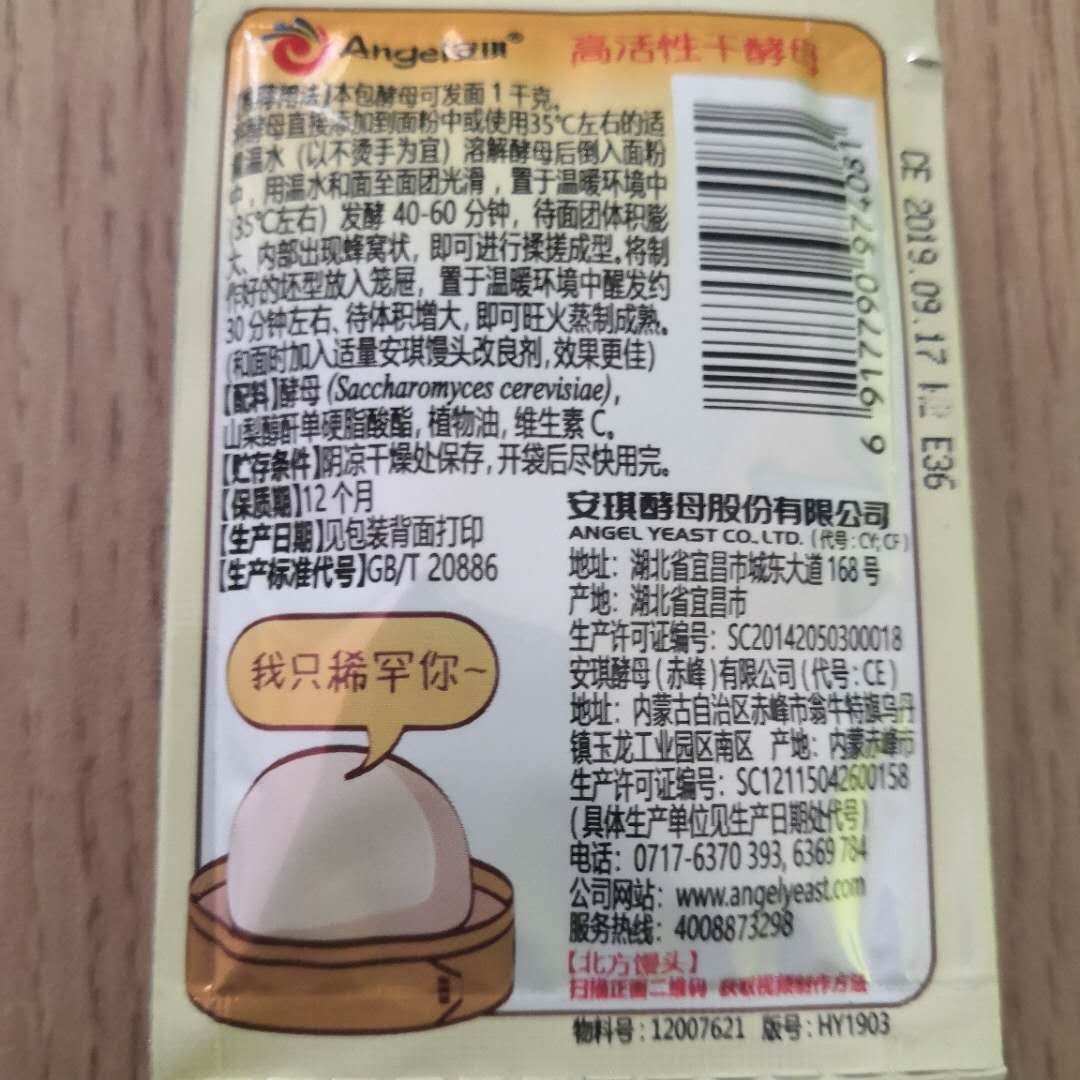 Angel安琪®
高活性干酵母
【推荐用法】本包酵母可发面1千克。
将酵母直接添加到面粉中或使用35℃左右的适
量温水（以不烫手为宜）溶解酵母后倒入面粉
中，用温水和面至面团光滑，置于温暖环境中
(35℃左右）发酵 40-60 分钟，待面团体积膨
大、内部出现蜂窝状，即可进行揉搓成型。将制
作好的坯型放入笼屉，置于温暖环境中醒发约
30 分钟左右、待体积增大，即可旺火蒸制成熟。
(和面时加入适量安琪馒头改良剂，效果更佳)
【配料】酵母 (Saccharomyces cerevisiae)，
山梨醇酐单硬脂酸酯，植物油，维生素 C。
【贮存条件】阴凉干燥处保存，开袋后尽快用完。
【保质期】12 个月
【生产日期】见包装背面打印
【生产标准代号】GB/T 20886
我只稀罕你~
CE 2019.09.17 E36
安琪酵母股份有限公司
ANGEL YEAST CO.,LTD. (代号：CY; CF)
地址：湖北省宜昌市城东大道 168 号
产地：湖北省宜昌市
生产许可证编号：SC20142050300018
安琪酵母(赤峰)有限公司(代号：CE)
地址：内蒙古自治区赤峰市翁牛特旗乌丹
镇玉龙工业园区南区 产地：内蒙赤峰市
生产许可证编号：SC12115042600158
(具体生产单位见生产日期处代号)
电话：0717-6370 393, 6369 784
公司网站：www.angelyeast.com
服务热线：4008873298
【北方馒头】
扫描正面二维码 获取视频制作方法
物料号：12007621 版号：HY1903